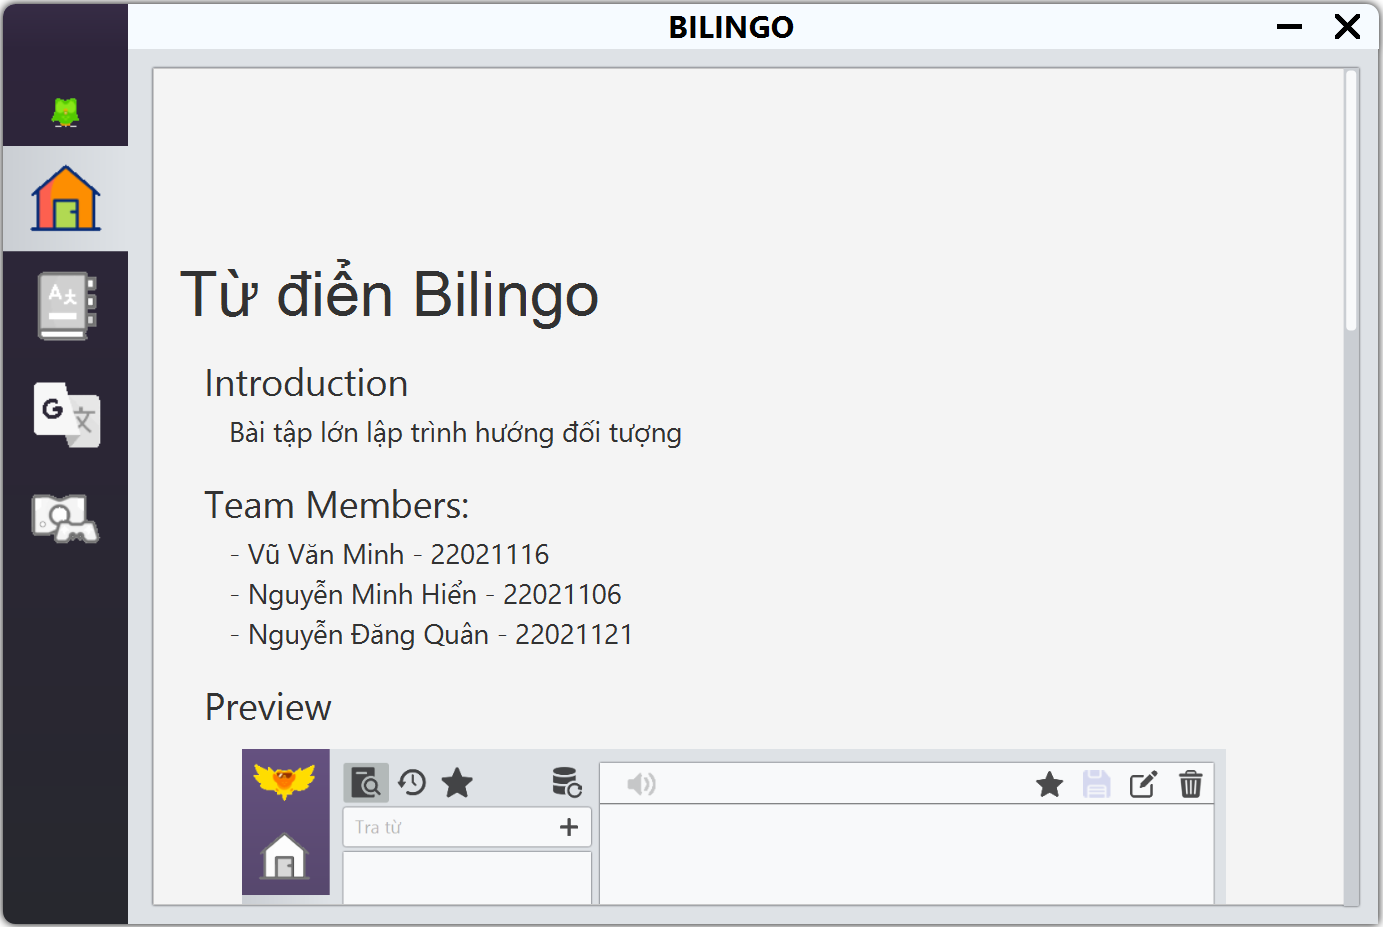 BILINGO
Từ điển Bilingo
Introduction
Bài tập lớn lập trình hướng đối tượng
Team Members:
- Vũ Văn Minh - 22021116
- Nguyễn Minh Hiển - 22021106
- Nguyễn Đăng Quân - 22021121
Preview
Tra từ
A
G 文